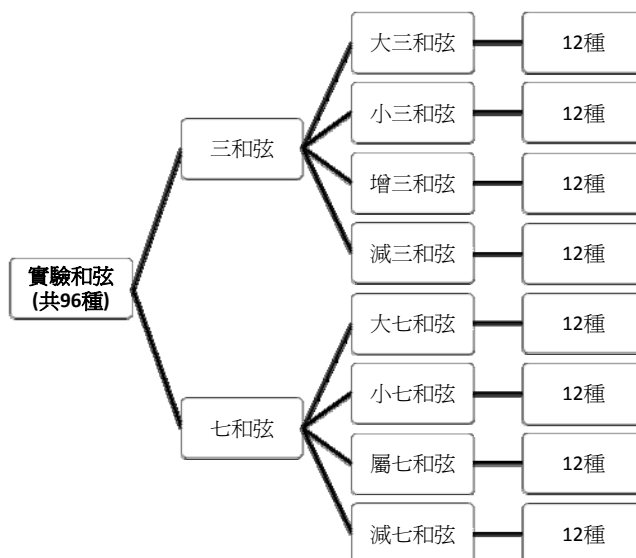 實驗和弦
(共96種)
三和弦
大三和弦
12種
小三和弦
12種
增三和弦
12種
減三和弦
12種
七和弦
大七和弦
12種
小七和弦
12種
屬七和弦
12種
減七和弦
12種